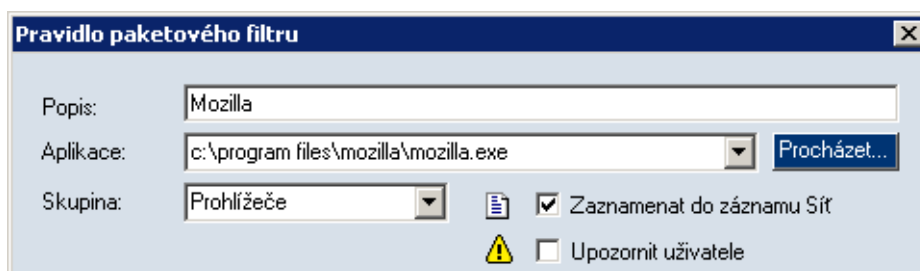 Pravidlo paketového filtru
Popis: Mozilla
Aplikace: c:\program files\mozilla\mozilla.exe Procházet...
Skupina: Prohlížeče Zaznamenat do záznamu Síť
Upozornit uživatele